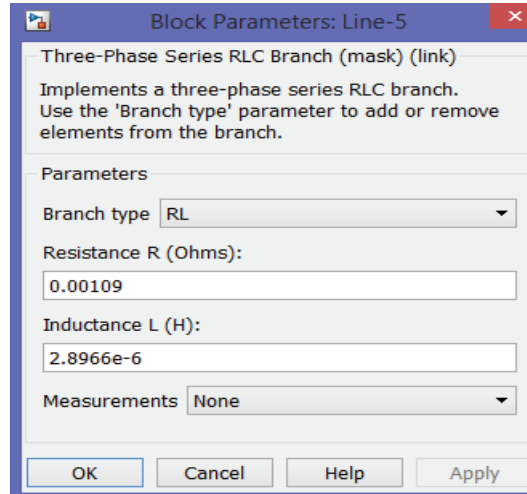 Block Parameters: Line-5
Three-Phase Series RLC Branch (mask) (link)
Implements a three-phase series RLC branch.
Use the 'Branch type' parameter to add or remove
elements from the branch.
Parameters
Branch type RL
Resistance R (Ohms):
0.00109
Inductance L (H):
2.8966e-6
Measurements None
OK Cancel Help Apply